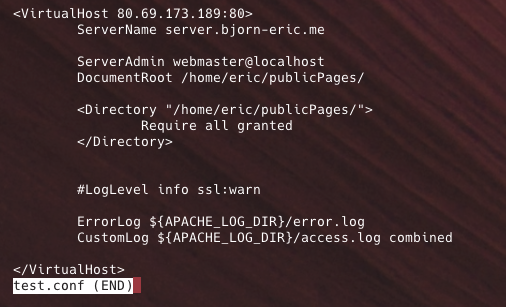 <VirtualHost 80.69.173.189:80>
ServerName server.bjorn-eric.me
ServerAdmin webmaster@localhost
DocumentRoot /home/eric/publicPages/
<Directory "/home/eric/publicPages/">
Require all granted
</Directory>
#LogLevel info ssl:warn
ErrorLog ${APACHE_LOG_DIR}/error.log
CustomLog ${APACHE_LOG_DIR}/access.log combined
</VirtualHost>
test.conf (END)